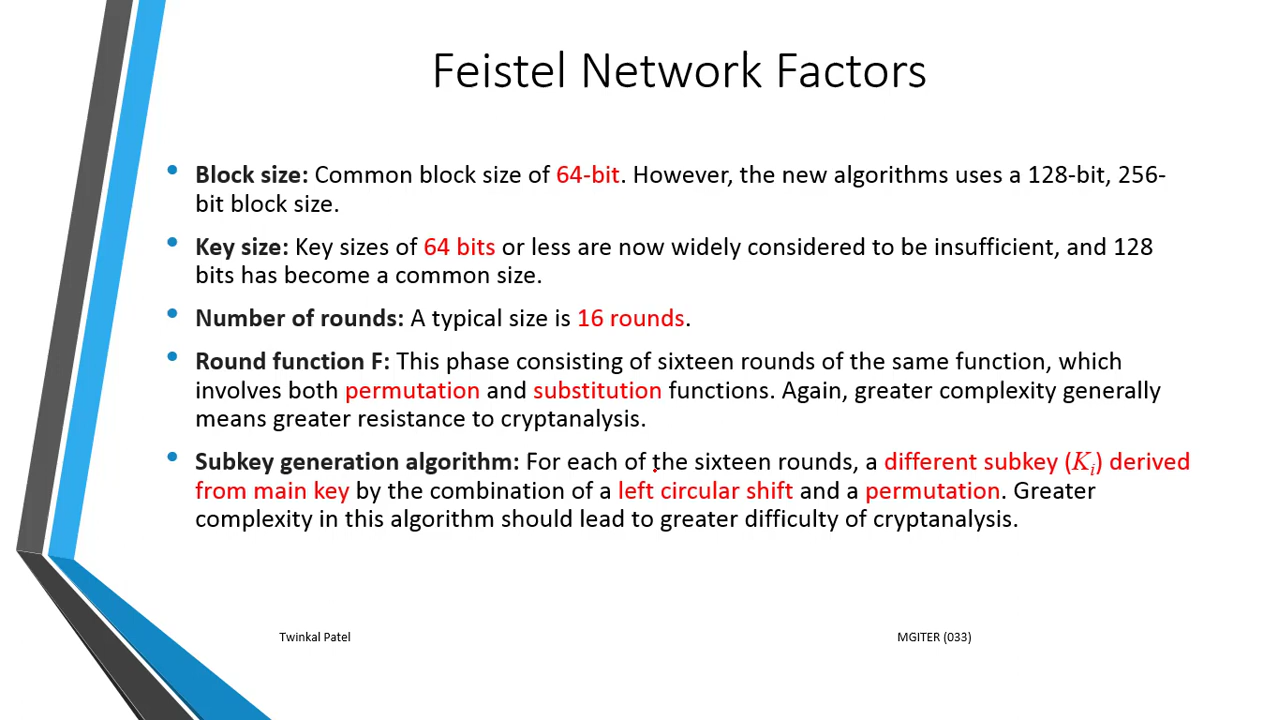 Feistel Network Factors
• Block size: Common block size of 64-bit. However, the new algorithms uses a 128-bit, 256-
bit block size.
• Key size: Key sizes of 64 bits or less are now widely considered to be insufficient, and 128
bits has become a common size.
• Number of rounds: A typical size is 16 rounds.
• Round function F: This phase consisting of sixteen rounds of the same function, which
involves both permutation and substitution functions. Again, greater complexity generally
means greater resistance to cryptanalysis.
• Subkey generation algorithm: For each of the sixteen rounds, a different subkey (Kᵢ) derived
from main key by the combination of a left circular shift and a permutation. Greater
complexity in this algorithm should lead to greater difficulty of cryptanalysis.
Twinkal Patel MGITER (033)